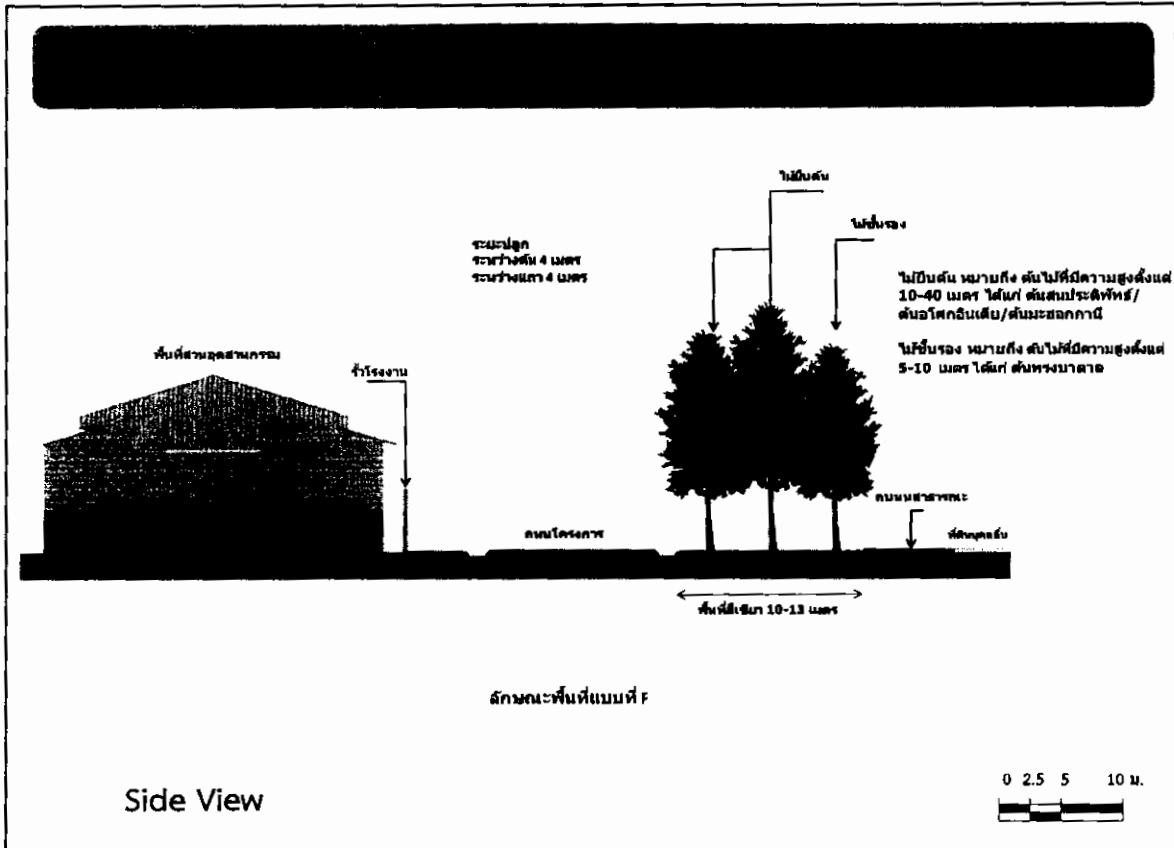 ไม้ยืนต้น
ไม้ชั้นรอง
ระยะปลูก
ระหว่างต้น 4 เมตร
ระหว่างแถว 4 เมตร
ไม้ยืนต้น หมายถึง ต้นไม้ที่มีความสูงตั้งแต่
10-40 เมตร ได้แก่ ต้นสนประดิพัทธ์/
ต้นอโศกอินเดีย/ต้นมะฮอกกานี
ไม้ชั้นรอง หมายถึง ต้นไม้ที่มีความสูงตั้งแต่
5-10 เมตร ได้แก่ ต้นทรงบาดาล
พื้นที่สวนอุตสาหกรรม
รั้วโรงงาน
ถนนสาธารณะ
ถนนโครงการ
ที่ดินบุคคลอื่น
พื้นที่สีเขียว 10-13 เมตร
ลักษณะพื้นที่แบบที่ F
Side View
0 2.5 5 10 ม.